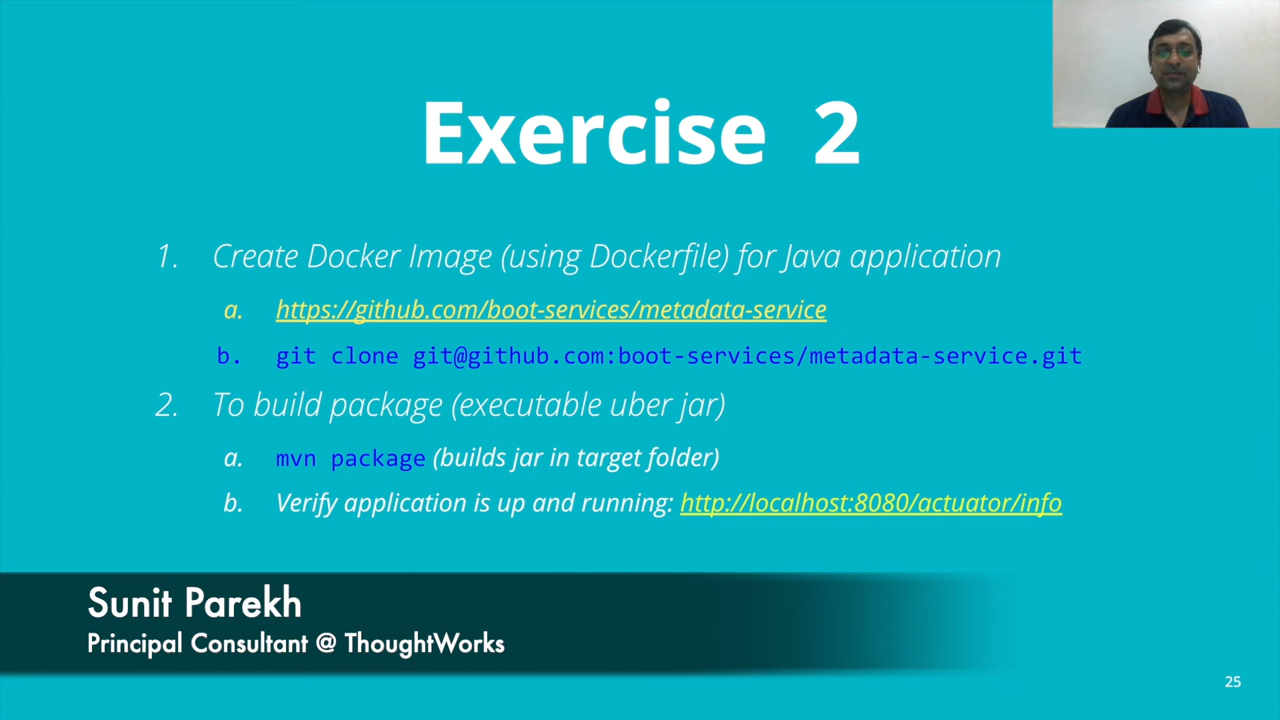 Exercise 2
1. Create Docker Image (using Dockerfile) for Java application
a. https://github.com/boot-services/metadata-service
b. git clone git@github.com:boot-services/metadata-service.git
2. To build package (executable uber jar)
a. mvn package (builds jar in target folder)
b. Verify application is up and running: http://localhost:8080/actuator/info
Sunit Parekh
Principal Consultant @ ThoughtWorks
25